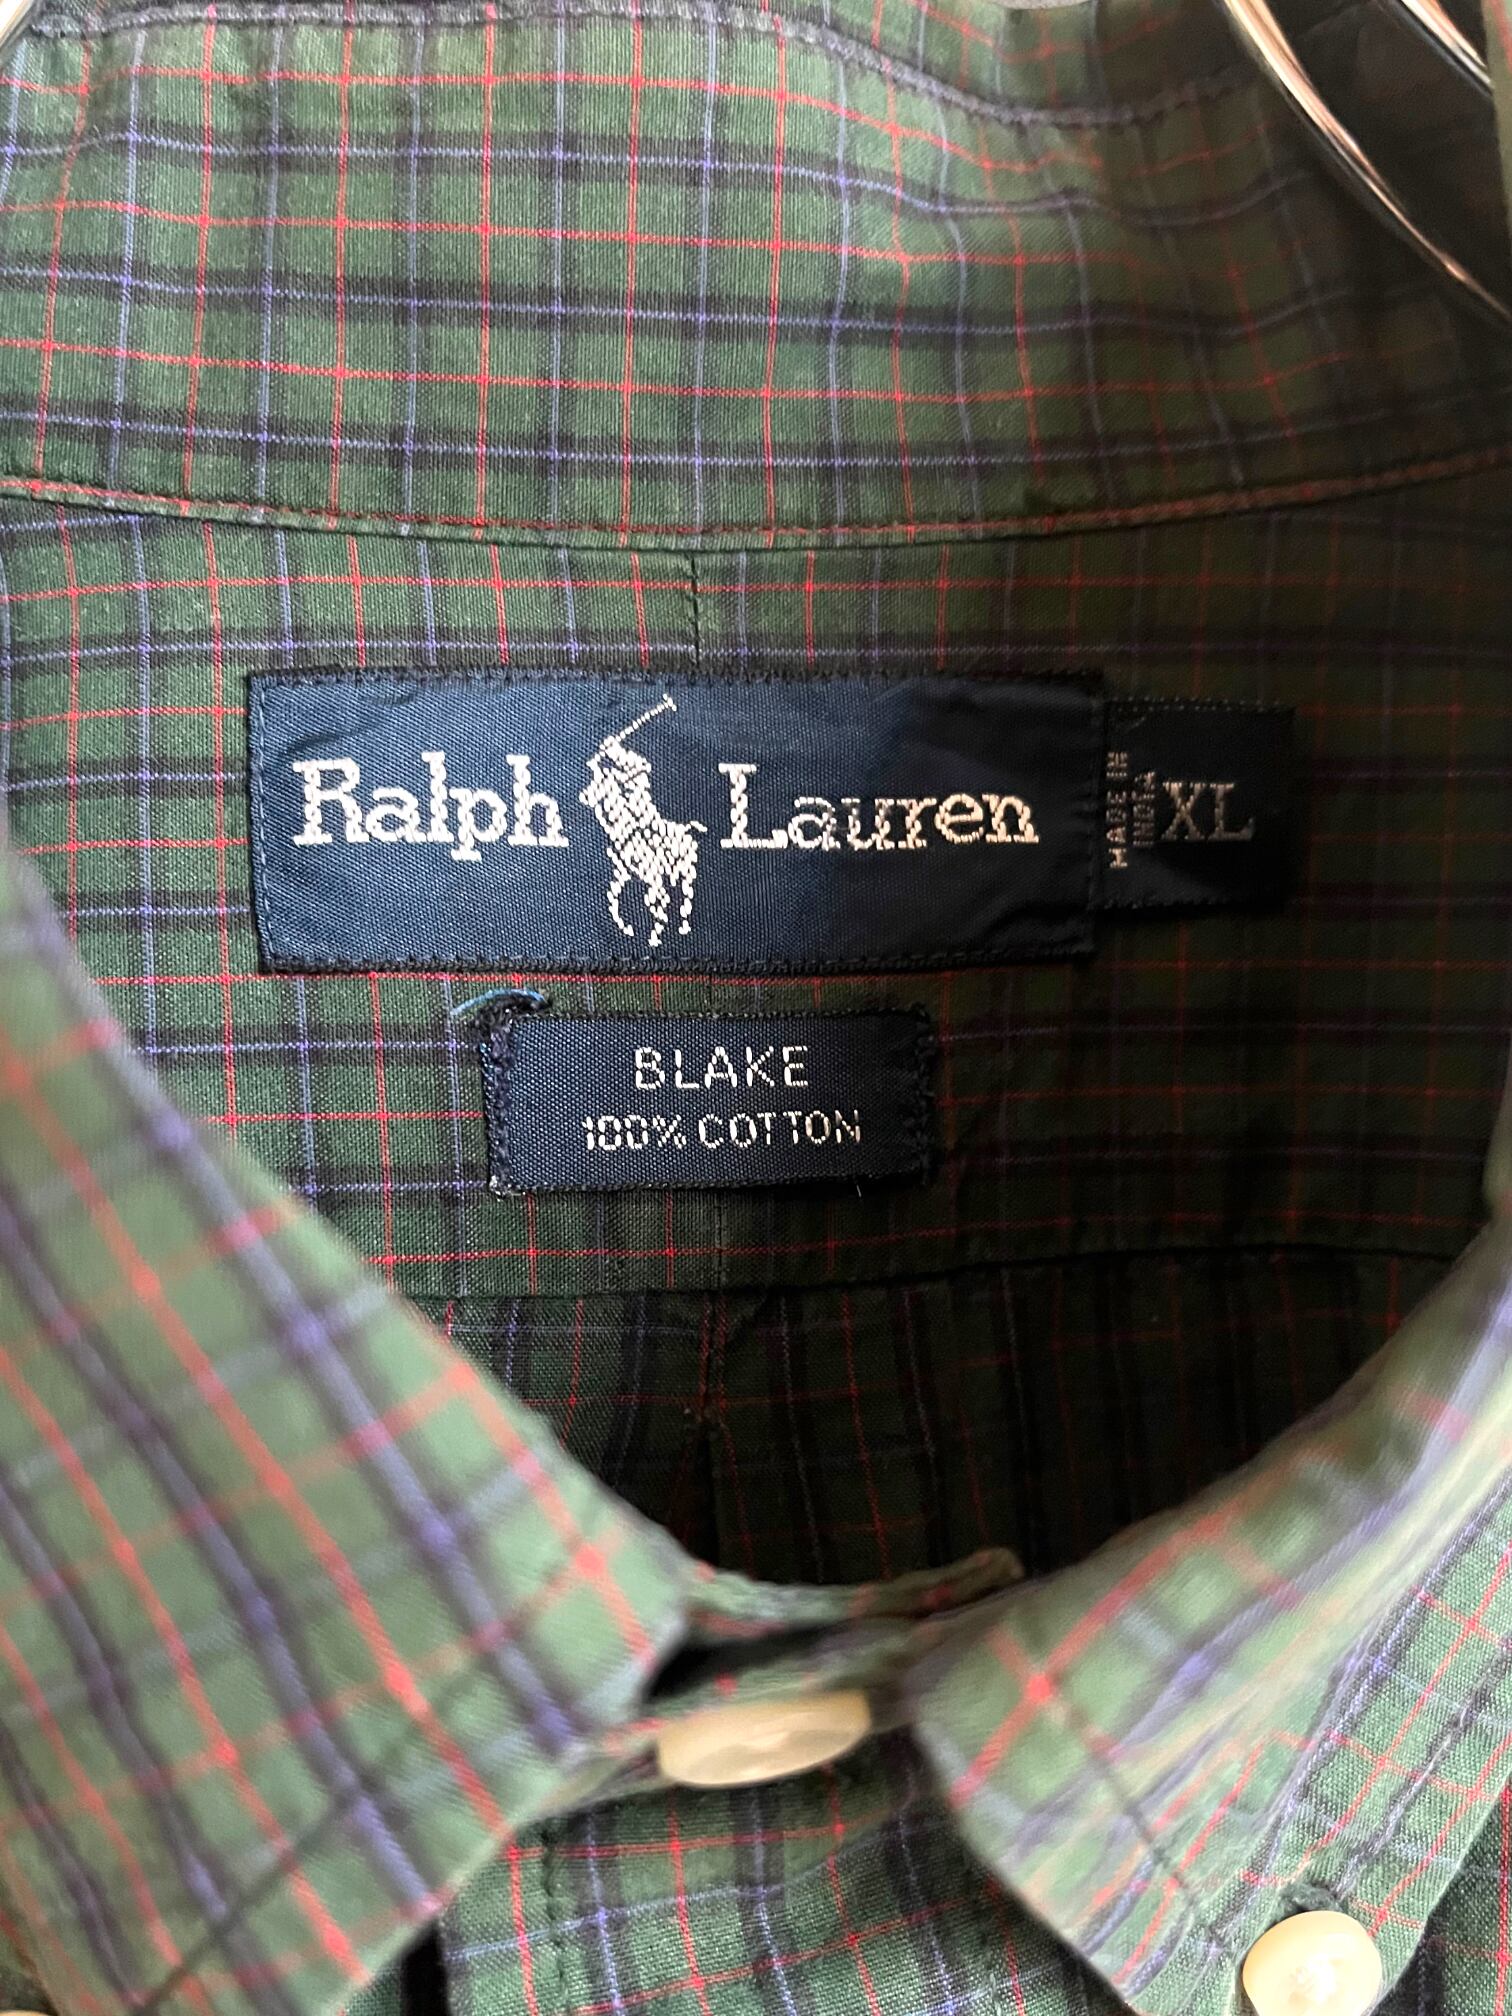 Ralph Lauren
MADE IN
INDIA
XL
BLAKE
100% COTTON